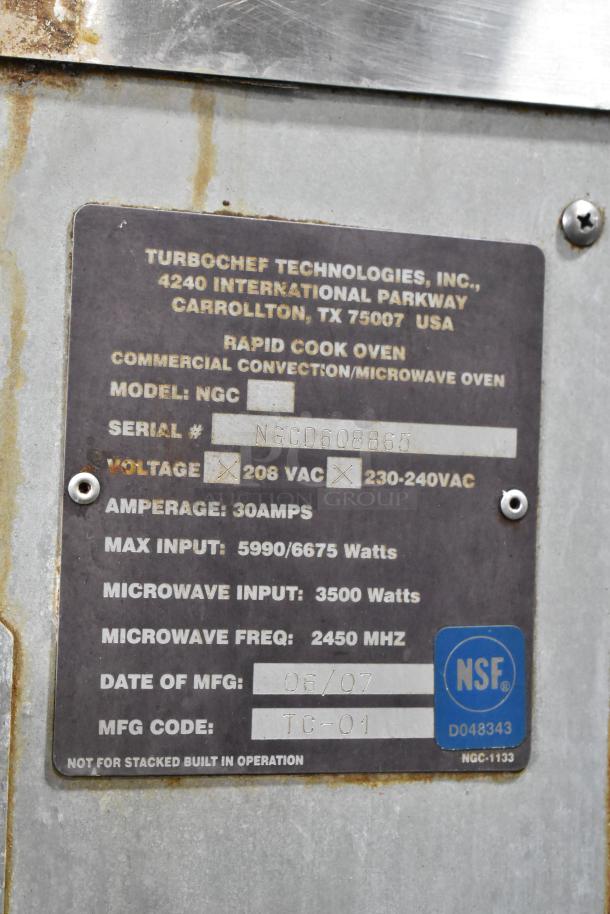 TURBOCHEF TECHNOLOGIES, INC.,
4240 INTERNATIONAL PARKWAY
CARROLLTON, TX 75007 USA
RAPID COOK OVEN
COMMERCIAL CONVECTION/MICROWAVE OVEN
MODEL: NGC
SERIAL # NGCD608865
VOLTAGE X 208 VAC X 230-240VAC
AUCTION GROUP
AMPERAGE: 30AMPS
MAX INPUT: 5990/6675 Watts
MICROWAVE INPUT: 3500 Watts
MICROWAVE FREQ: 2450 MHZ
DATE OF MFG: 06/07
MFG CODE: TC-01
NSF®
D048343
NOT FOR STACKED BUILT IN OPERATION
NGC-1133